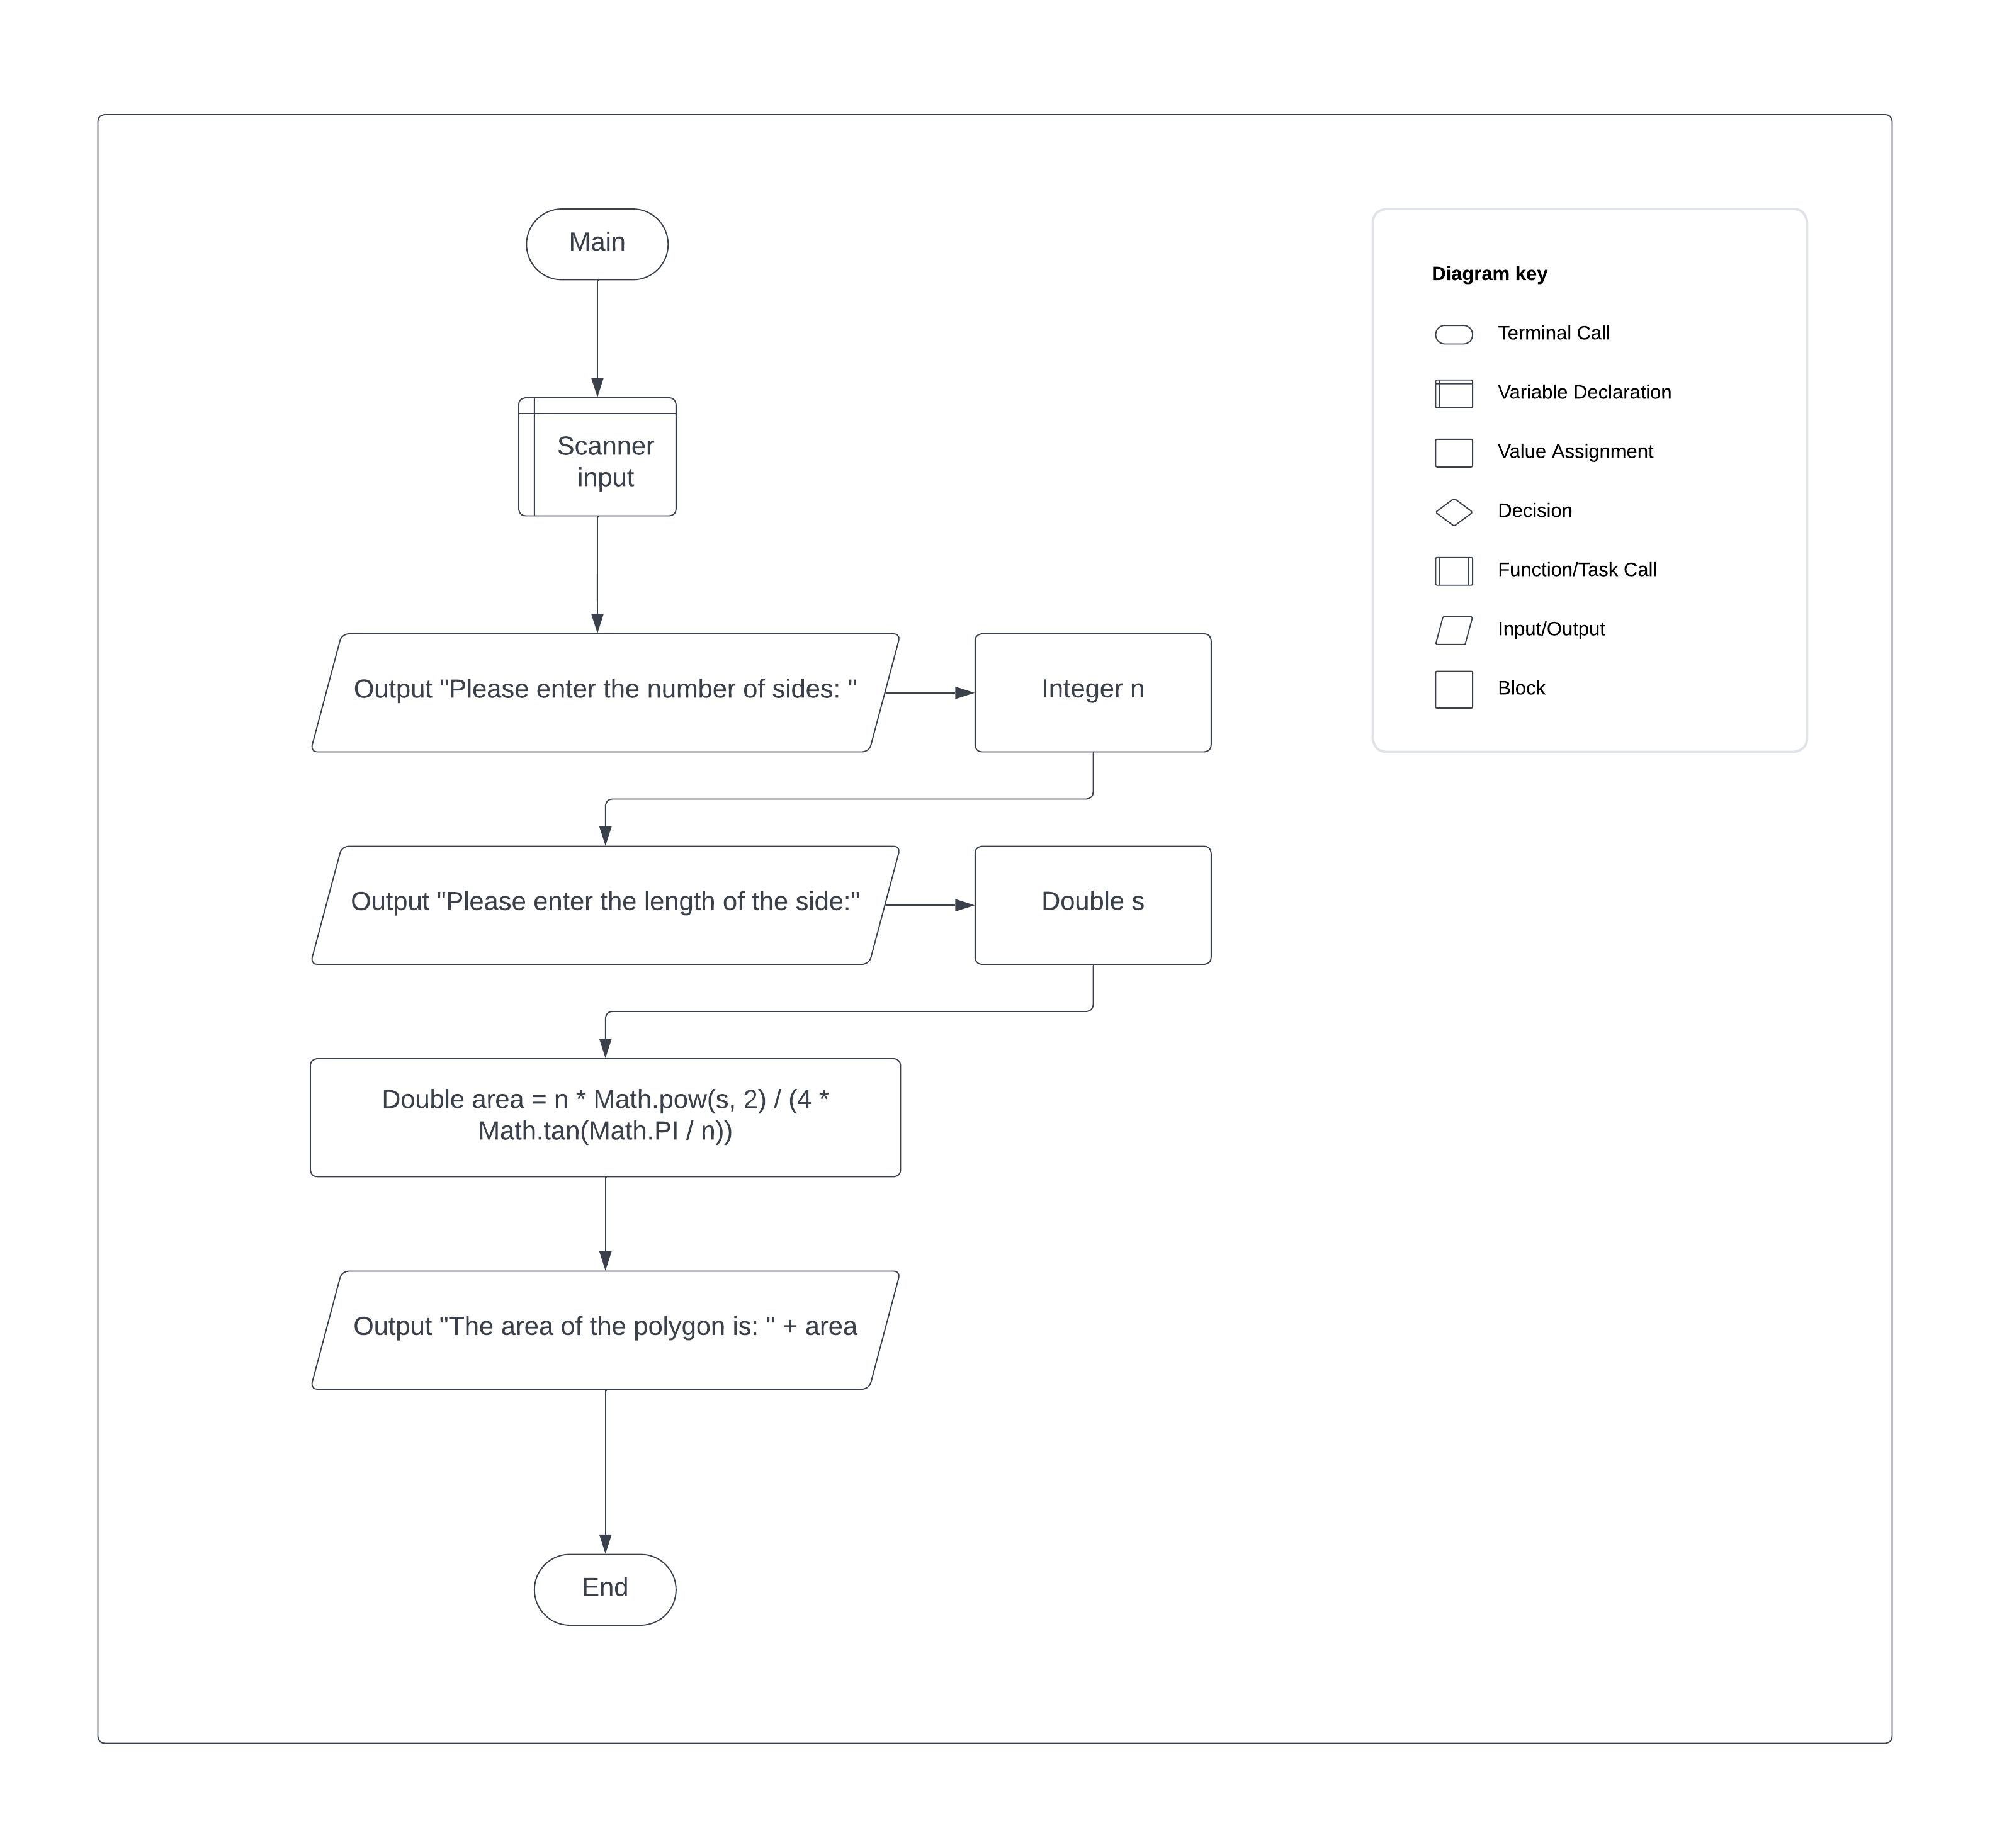 Main
Scanner
input
Output "Please enter the number of sides: "
Integer n
Output "Please enter the length of the side:"
Double s
Double area = n * Math.pow(s, 2) / (4 *
Math.tan(Math.PI / n))
Output "The area of the polygon is: " + area
End
Diagram key
Terminal Call
Variable Declaration
Value Assignment
Decision
Function/Task Call
Input/Output
Block